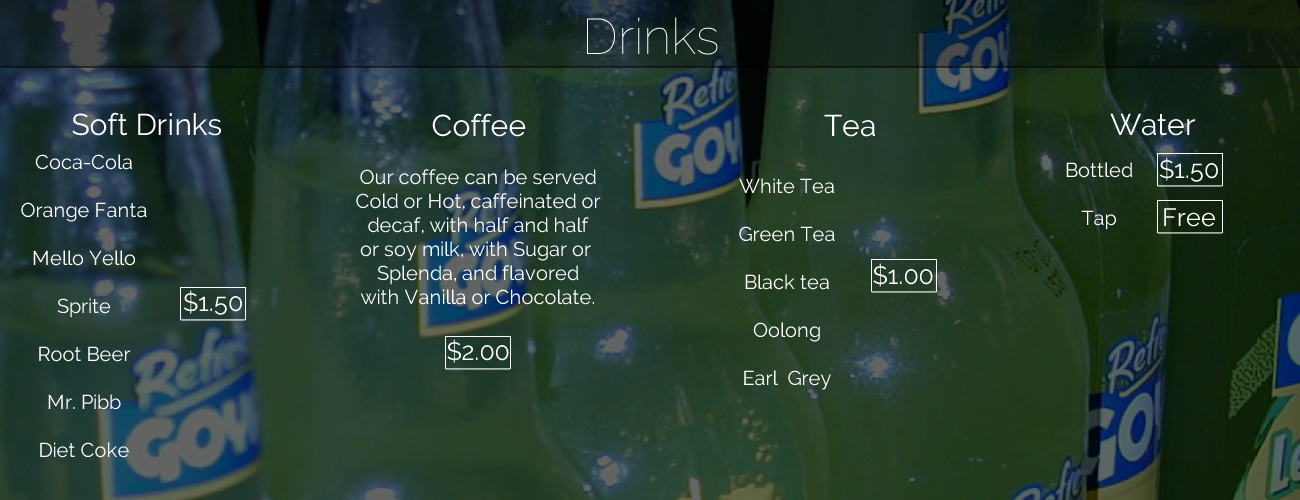 Drinks
Soft Drinks
Coca-Cola
Orange Fanta
Mello Yello
Sprite
$1.50
Root Beer
Mr. Pibb
Diet Coke
Coffee
Our coffee can be served
Cold or Hot, caffeinated or
decaf, with half and half
or soy milk, with Sugar or
Splenda, and flavored
with Vanilla or Chocolate.
$2.00
Tea
White Tea
Green Tea
Black tea
$1.00
Oolong
Earl Grey
Water
Bottled $1.50
Tap Free